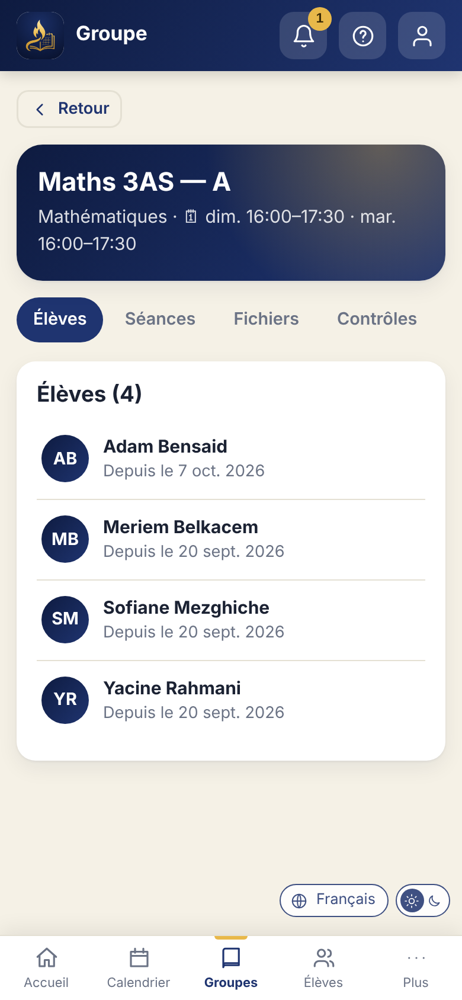 Groupe
1
Retour
Maths 3AS — A
Mathématiques · 🗓 dim. 16:00–17:30 · mar.
16:00–17:30
Élèves
Séances
Fichiers
Contrôles
Élèves (4)
AB
Adam Bensaid
Depuis le 7 oct. 2026
MB
Meriem Belkacem
Depuis le 20 sept. 2026
SM
Sofiane Mezghiche
Depuis le 20 sept. 2026
YR
Yacine Rahmani
Depuis le 20 sept. 2026
Français
Accueil
Calendrier
Groupes
Élèves
Plus